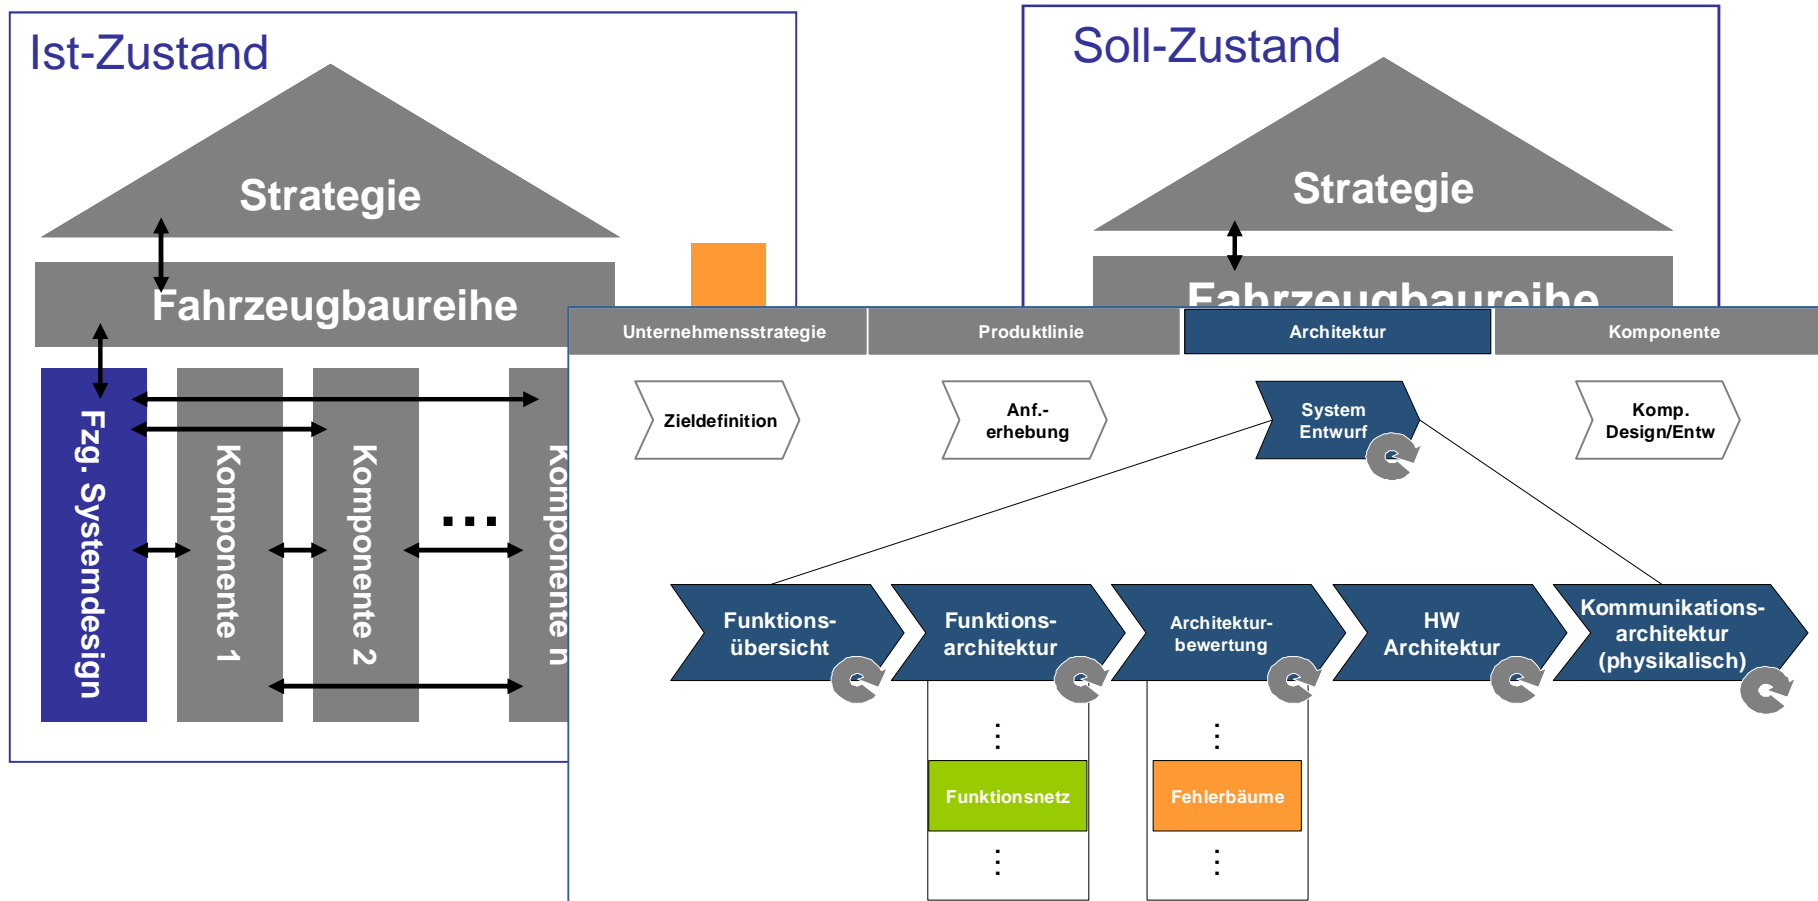 Ist-Zustand
Strategie
Fahrzeugbaureihe
Fzg. Systemdesign
Komponente 1
Komponente 2
...
Komponente n
Soll-Zustand
Strategie
Fahrzeugbaureihe
Unternehmensstrategie
Produktlinie
Architektur
Komponente
Zieldefinition
Anf.-
erhebung
System
Entwurf
Komp.
Design/Entw
Funktions-
übersicht
Funktions-
architektur
Architektur-
bewertung
HW
Architektur
Kommunikations-
architektur
(physikalisch)
...
Funktionsnetz
...
...
Fehlerbäume
...